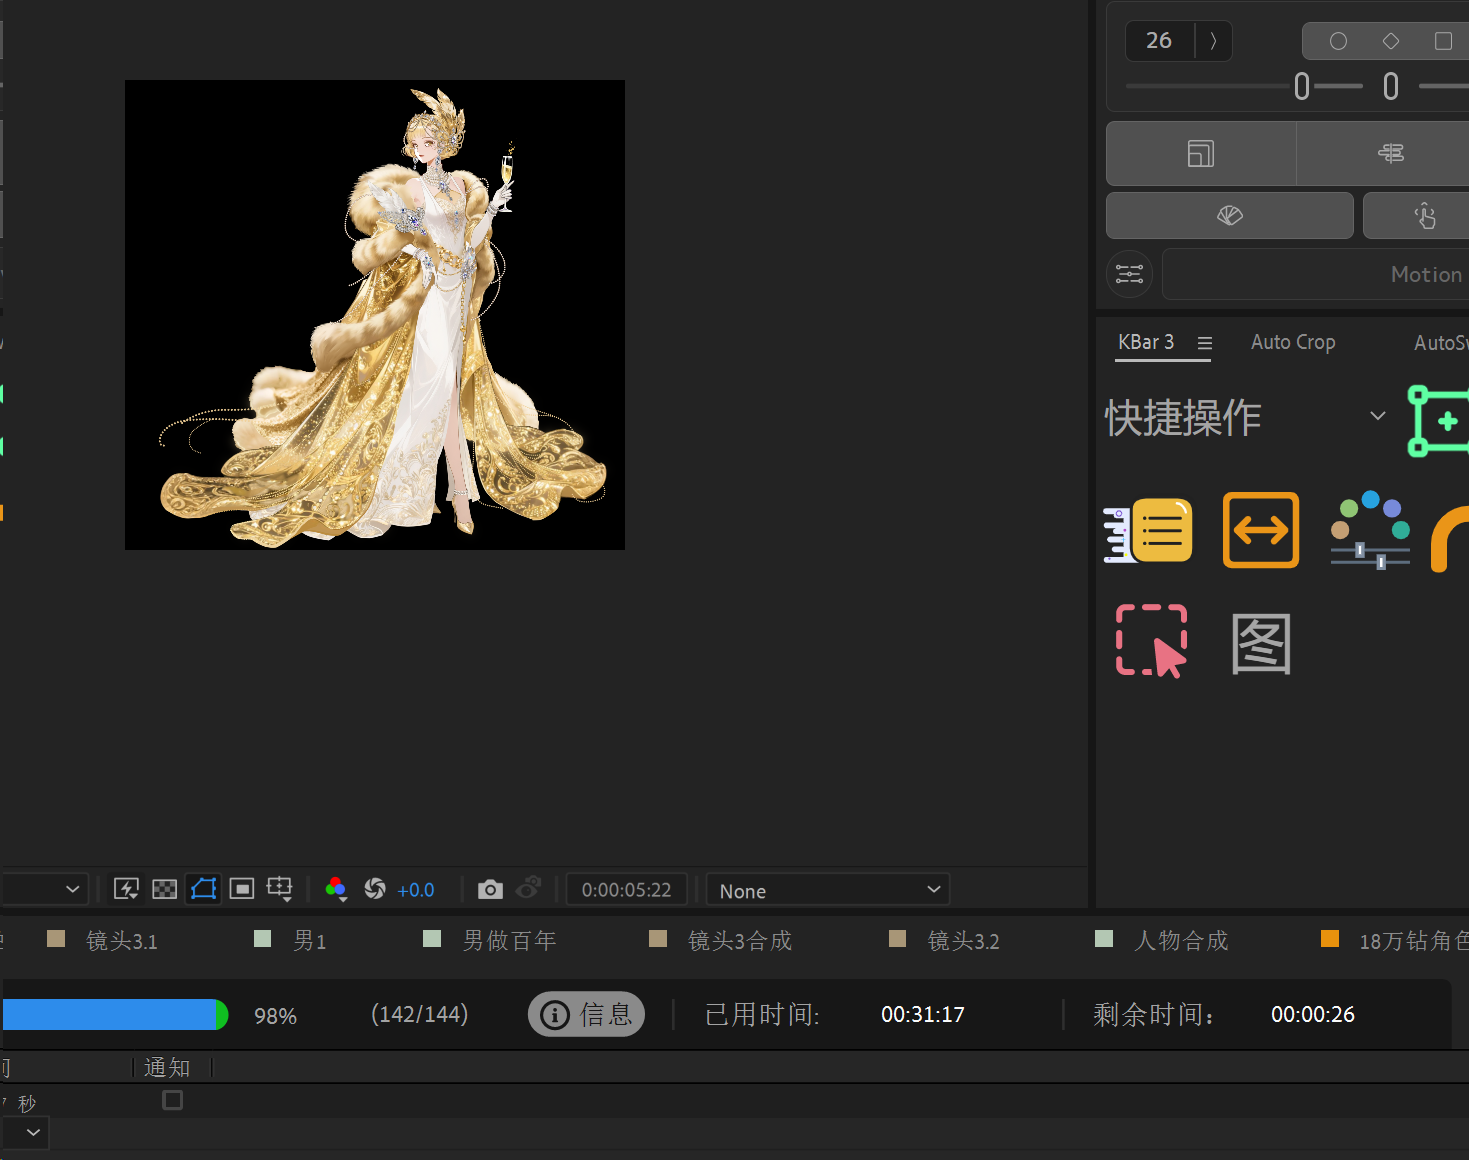 26
Motion
KBar 3
Auto Crop
AutoSw
快捷操作
图
+0.0
0:00:05:22
None
镜头3.1
男1
男做百年
镜头3合成
镜头3.2
人物合成
18万钻角色
98%
(142/144)
信息
已用时间:
00:31:17
剩余时间:
00:00:26
通知
秒